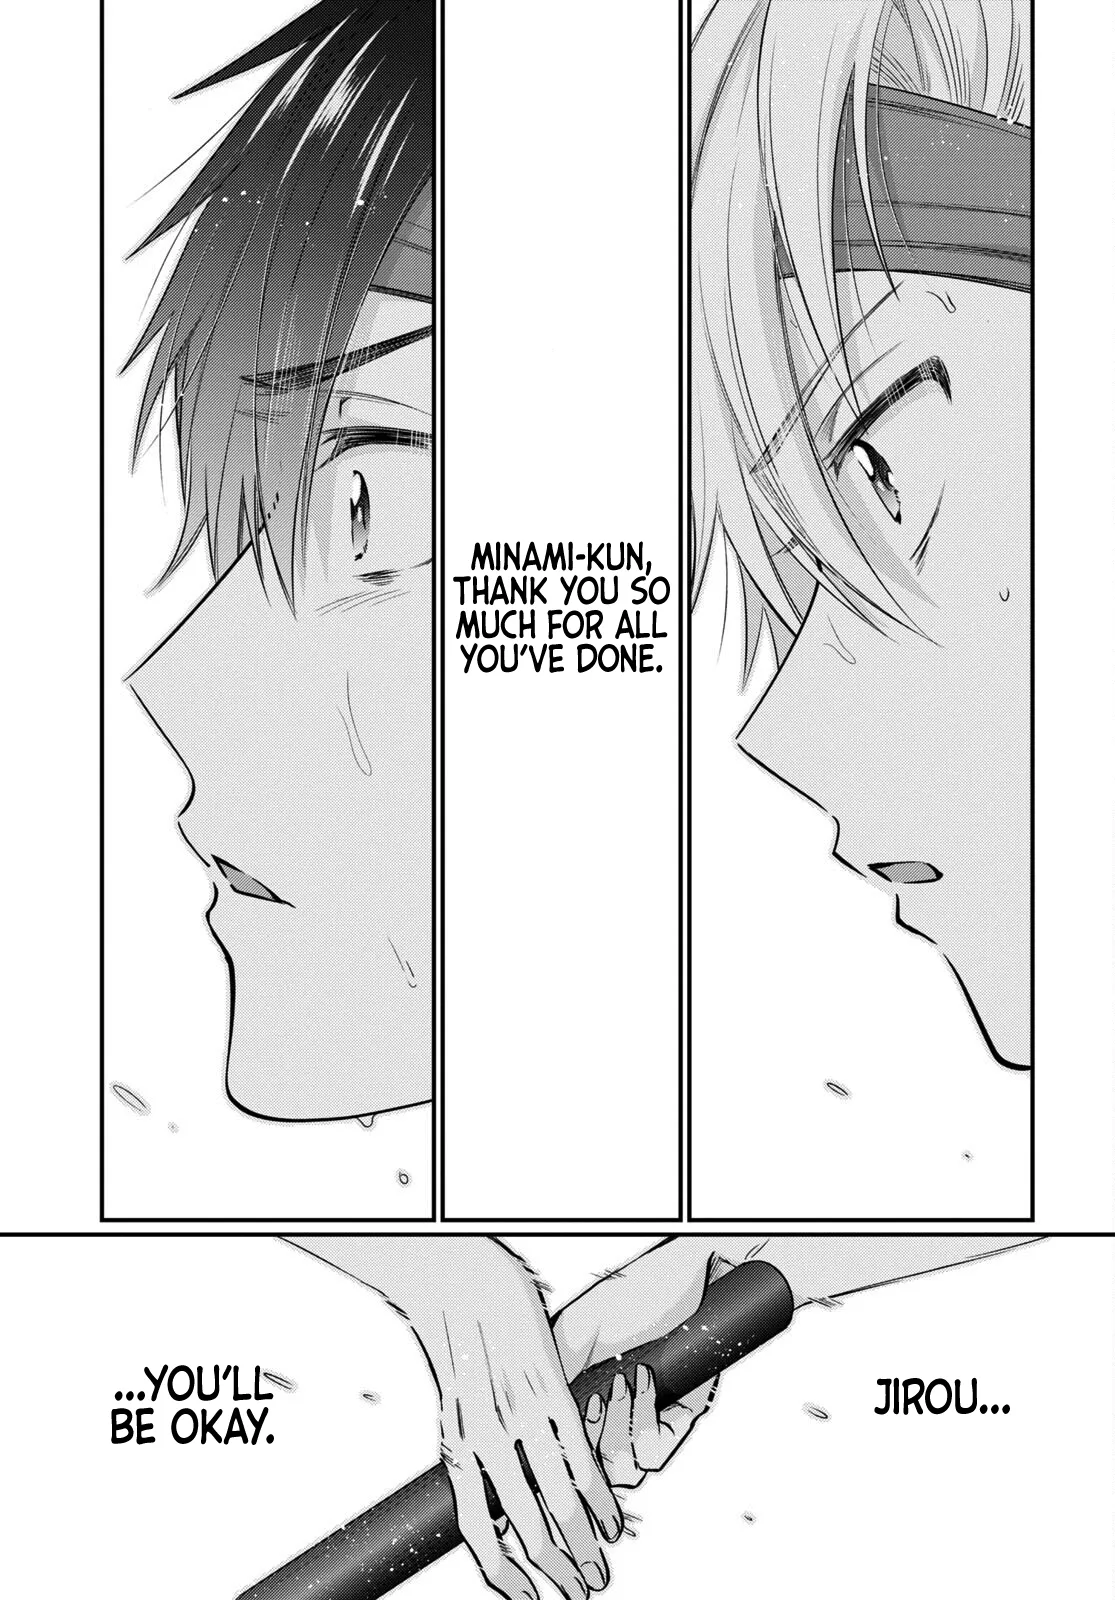 MINAMI-KUN,
THANK YOU SO
MUCH FOR ALL
YOU'VE DONE.
JIROU...
...YOU'LL
BE OKAY.